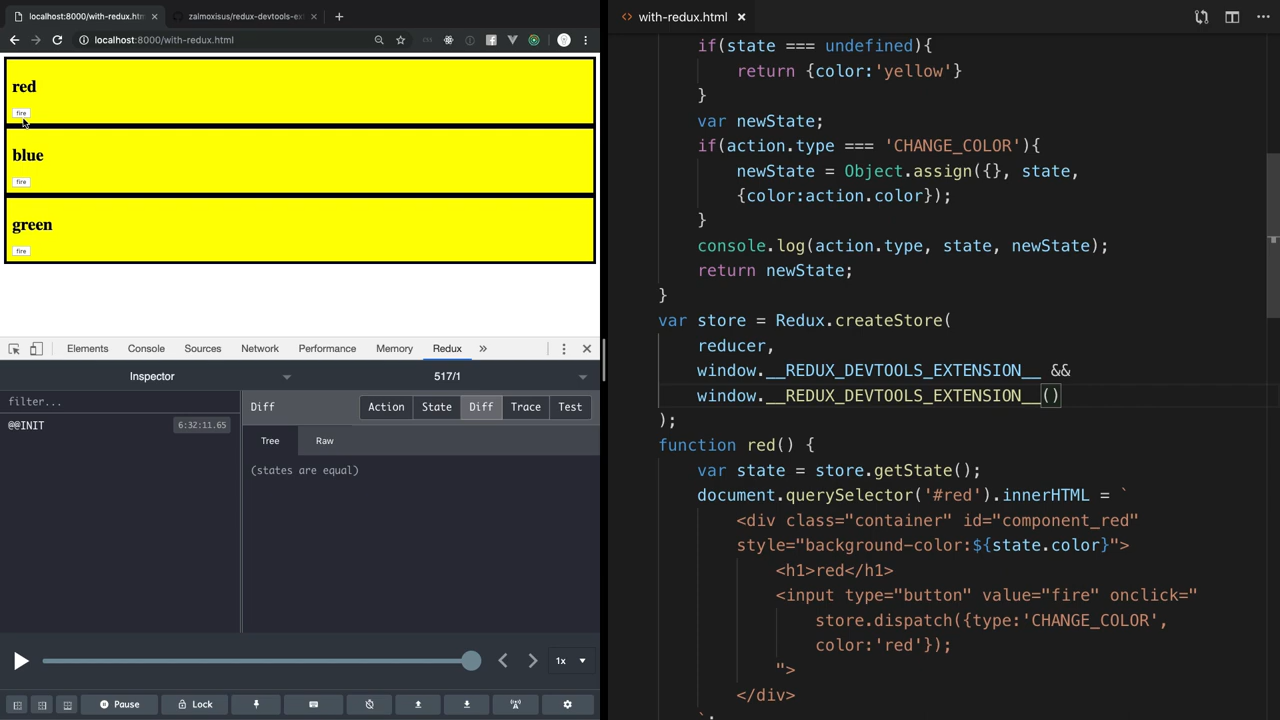 localhost:8000/with-redux.htm
zalmoxisus/redux-devtools-ex
localhost:8000/with-redux.html
red
fire
blue
fire
green
fire
Elements Console Sources Network Performance Memory Redux »
Inspector 517/1
filter...
@@INIT 6:32:11.65
Diff Action State Diff Trace Test
Tree Raw
(states are equal)
1x
Pause Lock
with-redux.html
if(state === undefined){
return {color:'yellow'}
}
var newState;
if(action.type === 'CHANGE_COLOR'){
newState = Object.assign({}, state,
{color:action.color});
}
console.log(action.type, state, newState);
return newState;
}
var store = Redux.createStore(
reducer,
window.__REDUX_DEVTOOLS_EXTENSION__ &&
window.__REDUX_DEVTOOLS_EXTENSION__()
);
function red() {
var state = store.getState();
document.querySelector('#red').innerHTML = `
<div class="container" id="component_red"
style="background-color:${state.color}">
<h1>red</h1>
<input type="button" value="fire" onclick="
store.dispatch({type:'CHANGE_COLOR',
color:'red'});
">
</div>
`;